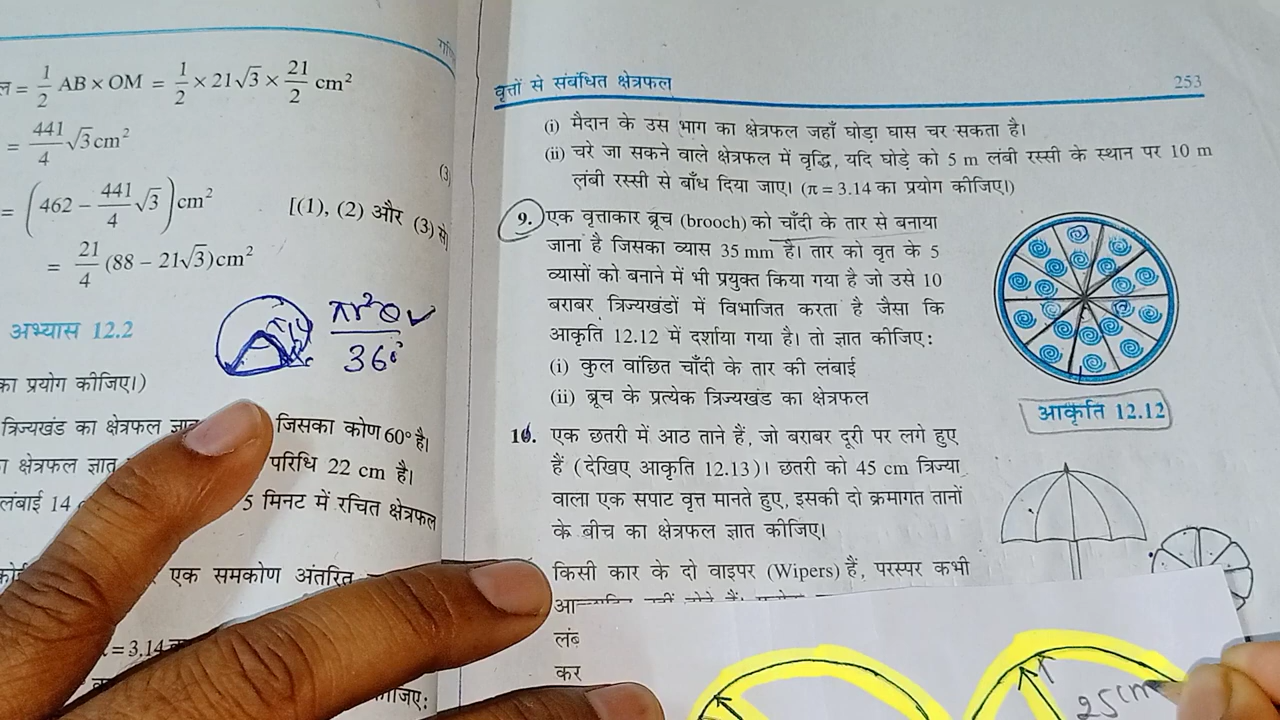 = 1/2 AB × OM = 1/2 × 21√3 × 21/2 cm²
= 441/4 √3 cm²
= (462 − 441/4 √3) cm²
[(1), (2) और (3) से]
= 21/4 (88 − 21√3) cm²
अभ्यास 12.2
πr²θ
360°
का प्रयोग कीजिए।)
त्रिज्यखंड का क्षेत्रफल
जिसका कोण 60° है।
क्षेत्रफल ज्ञात
परिधि 22 cm है।
लंबाई 14
5 मिनट में रचित क्षेत्रफल
एक समकोण अंतरित
= 3.14
वृत्तों से संबंधित क्षेत्रफल 253
(i) मैदान के उस भाग का क्षेत्रफल जहाँ घोड़ा घास चर सकता है।
(ii) चरे जा सकने वाले क्षेत्रफल में वृद्धि, यदि घोड़े को 5 m लंबी रस्सी के स्थान पर 10 m
लंबी रस्सी से बाँध दिया जाए। (π = 3.14 का प्रयोग कीजिए।)
9. एक वृत्ताकार ब्रूच (brooch) को चाँदी के तार से बनाया
जाना है जिसका व्यास 35 mm है। तार को वृत के 5
व्यासों को बनाने में भी प्रयुक्त किया गया है जो उसे 10
बराबर त्रिज्यखंडों में विभाजित करता है जैसा कि
आकृति 12.12 में दर्शाया गया है। तो ज्ञात कीजिए:
(i) कुल वांछित चाँदी के तार की लंबाई
(ii) ब्रूच के प्रत्येक त्रिज्यखंड का क्षेत्रफल
आकृति 12.12
10. एक छतरी में आठ ताने हैं, जो बराबर दूरी पर लगे हुए
हैं (देखिए आकृति 12.13)। छतरी को 45 cm त्रिज्या
वाला एक सपाट वृत्त मानते हुए, इसकी दो क्रमागत तानों
के बीच का क्षेत्रफल ज्ञात कीजिए।
किसी कार के दो वाइपर (Wipers) हैं, परस्पर कभी
लंब
कर
25cm